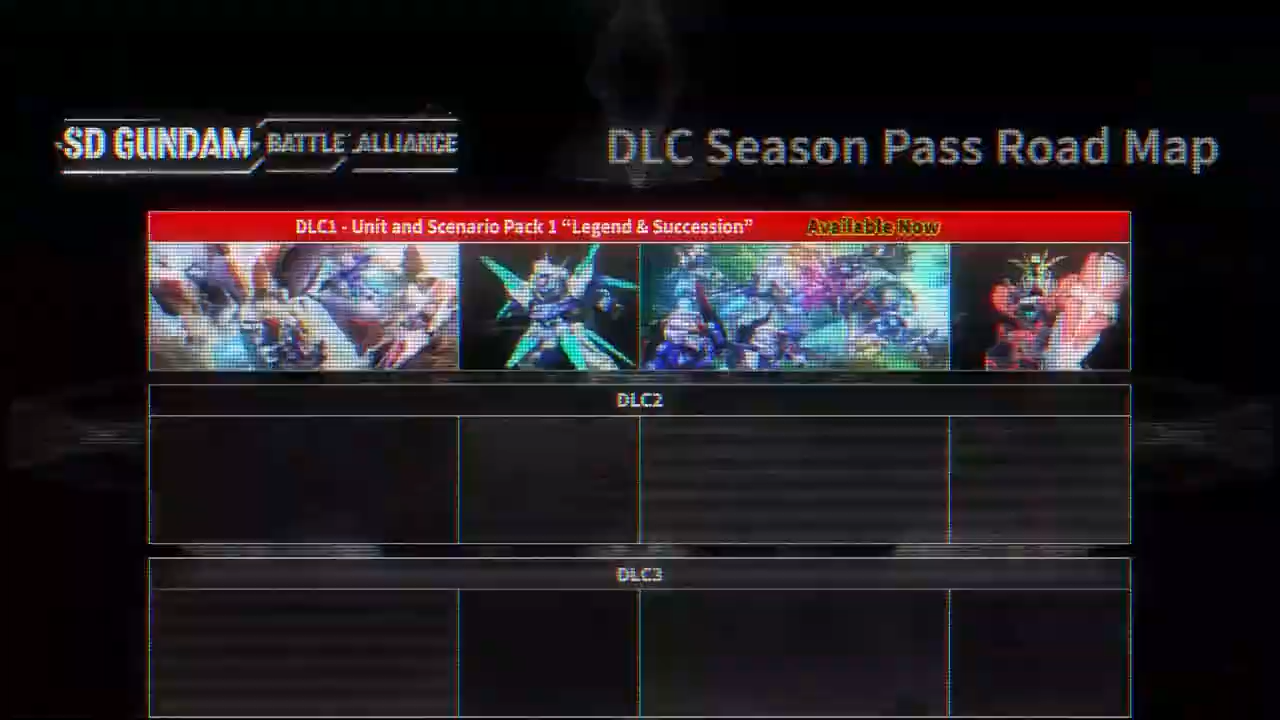 SD GUNDAM BATTLE ALLIANCE
DLC Season Pass Road Map
DLC1 - Unit and Scenario Pack 1 “Legend & Succession” Available Now
DLC2
DLC3